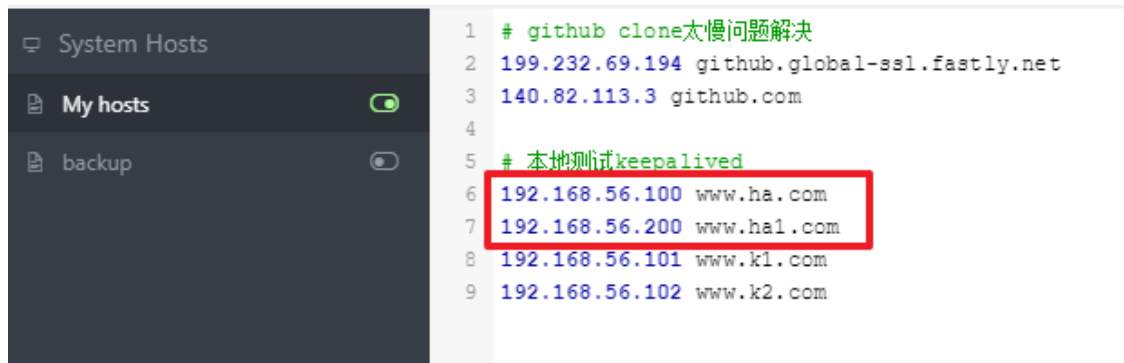 System Hosts
My hosts
backup
1 # github clone太慢问题解决
2 199.232.69.194 github.global-ssl.fastly.net
3 140.82.113.3 github.com
4
5 # 本地测试keepalived
6 192.168.56.100 www.ha.com
7 192.168.56.200 www.ha1.com
8 192.168.56.101 www.k1.com
9 192.168.56.102 www.k2.com